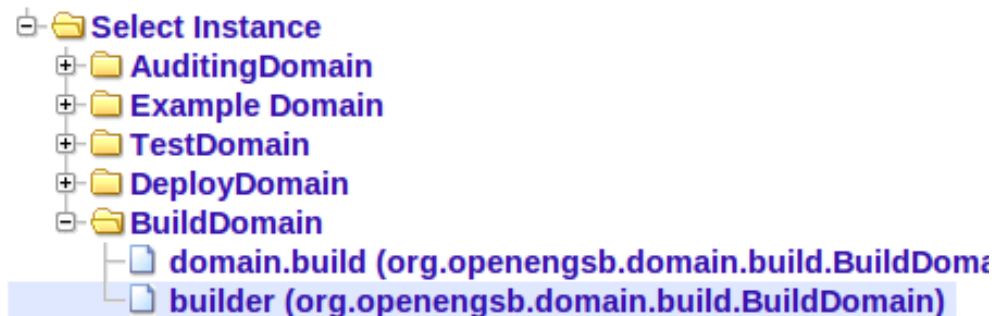 Select Instance
AuditingDomain
Example Domain
TestDomain
DeployDomain
BuildDomain
domain.build (org.openengsb.domain.build.BuildDoma
builder (org.openengsb.domain.build.BuildDomain)